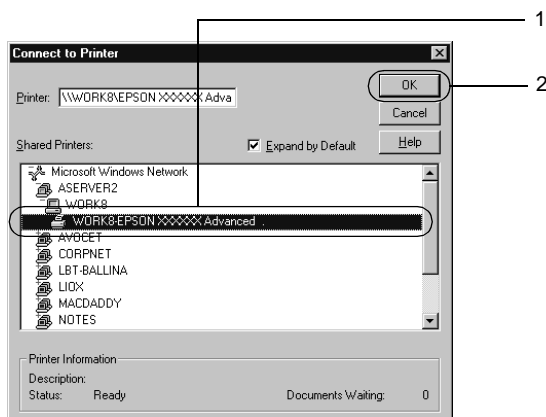 1
Connect to Printer
Printer: \\WORK8\EPSON XXXXXX Adva
OK
2
Cancel
Shared Printers:
Expand by Default
Help
Microsoft Windows Network
ASERVER2
WORK8
WORK8-EPSON XXXXXX Advanced .
AVOCET
CORPNET
LBT-BALLINA
LIOX
MACDADDY
NOTES
Printer Information
Description:
Status: Ready Documents Waiting: 0